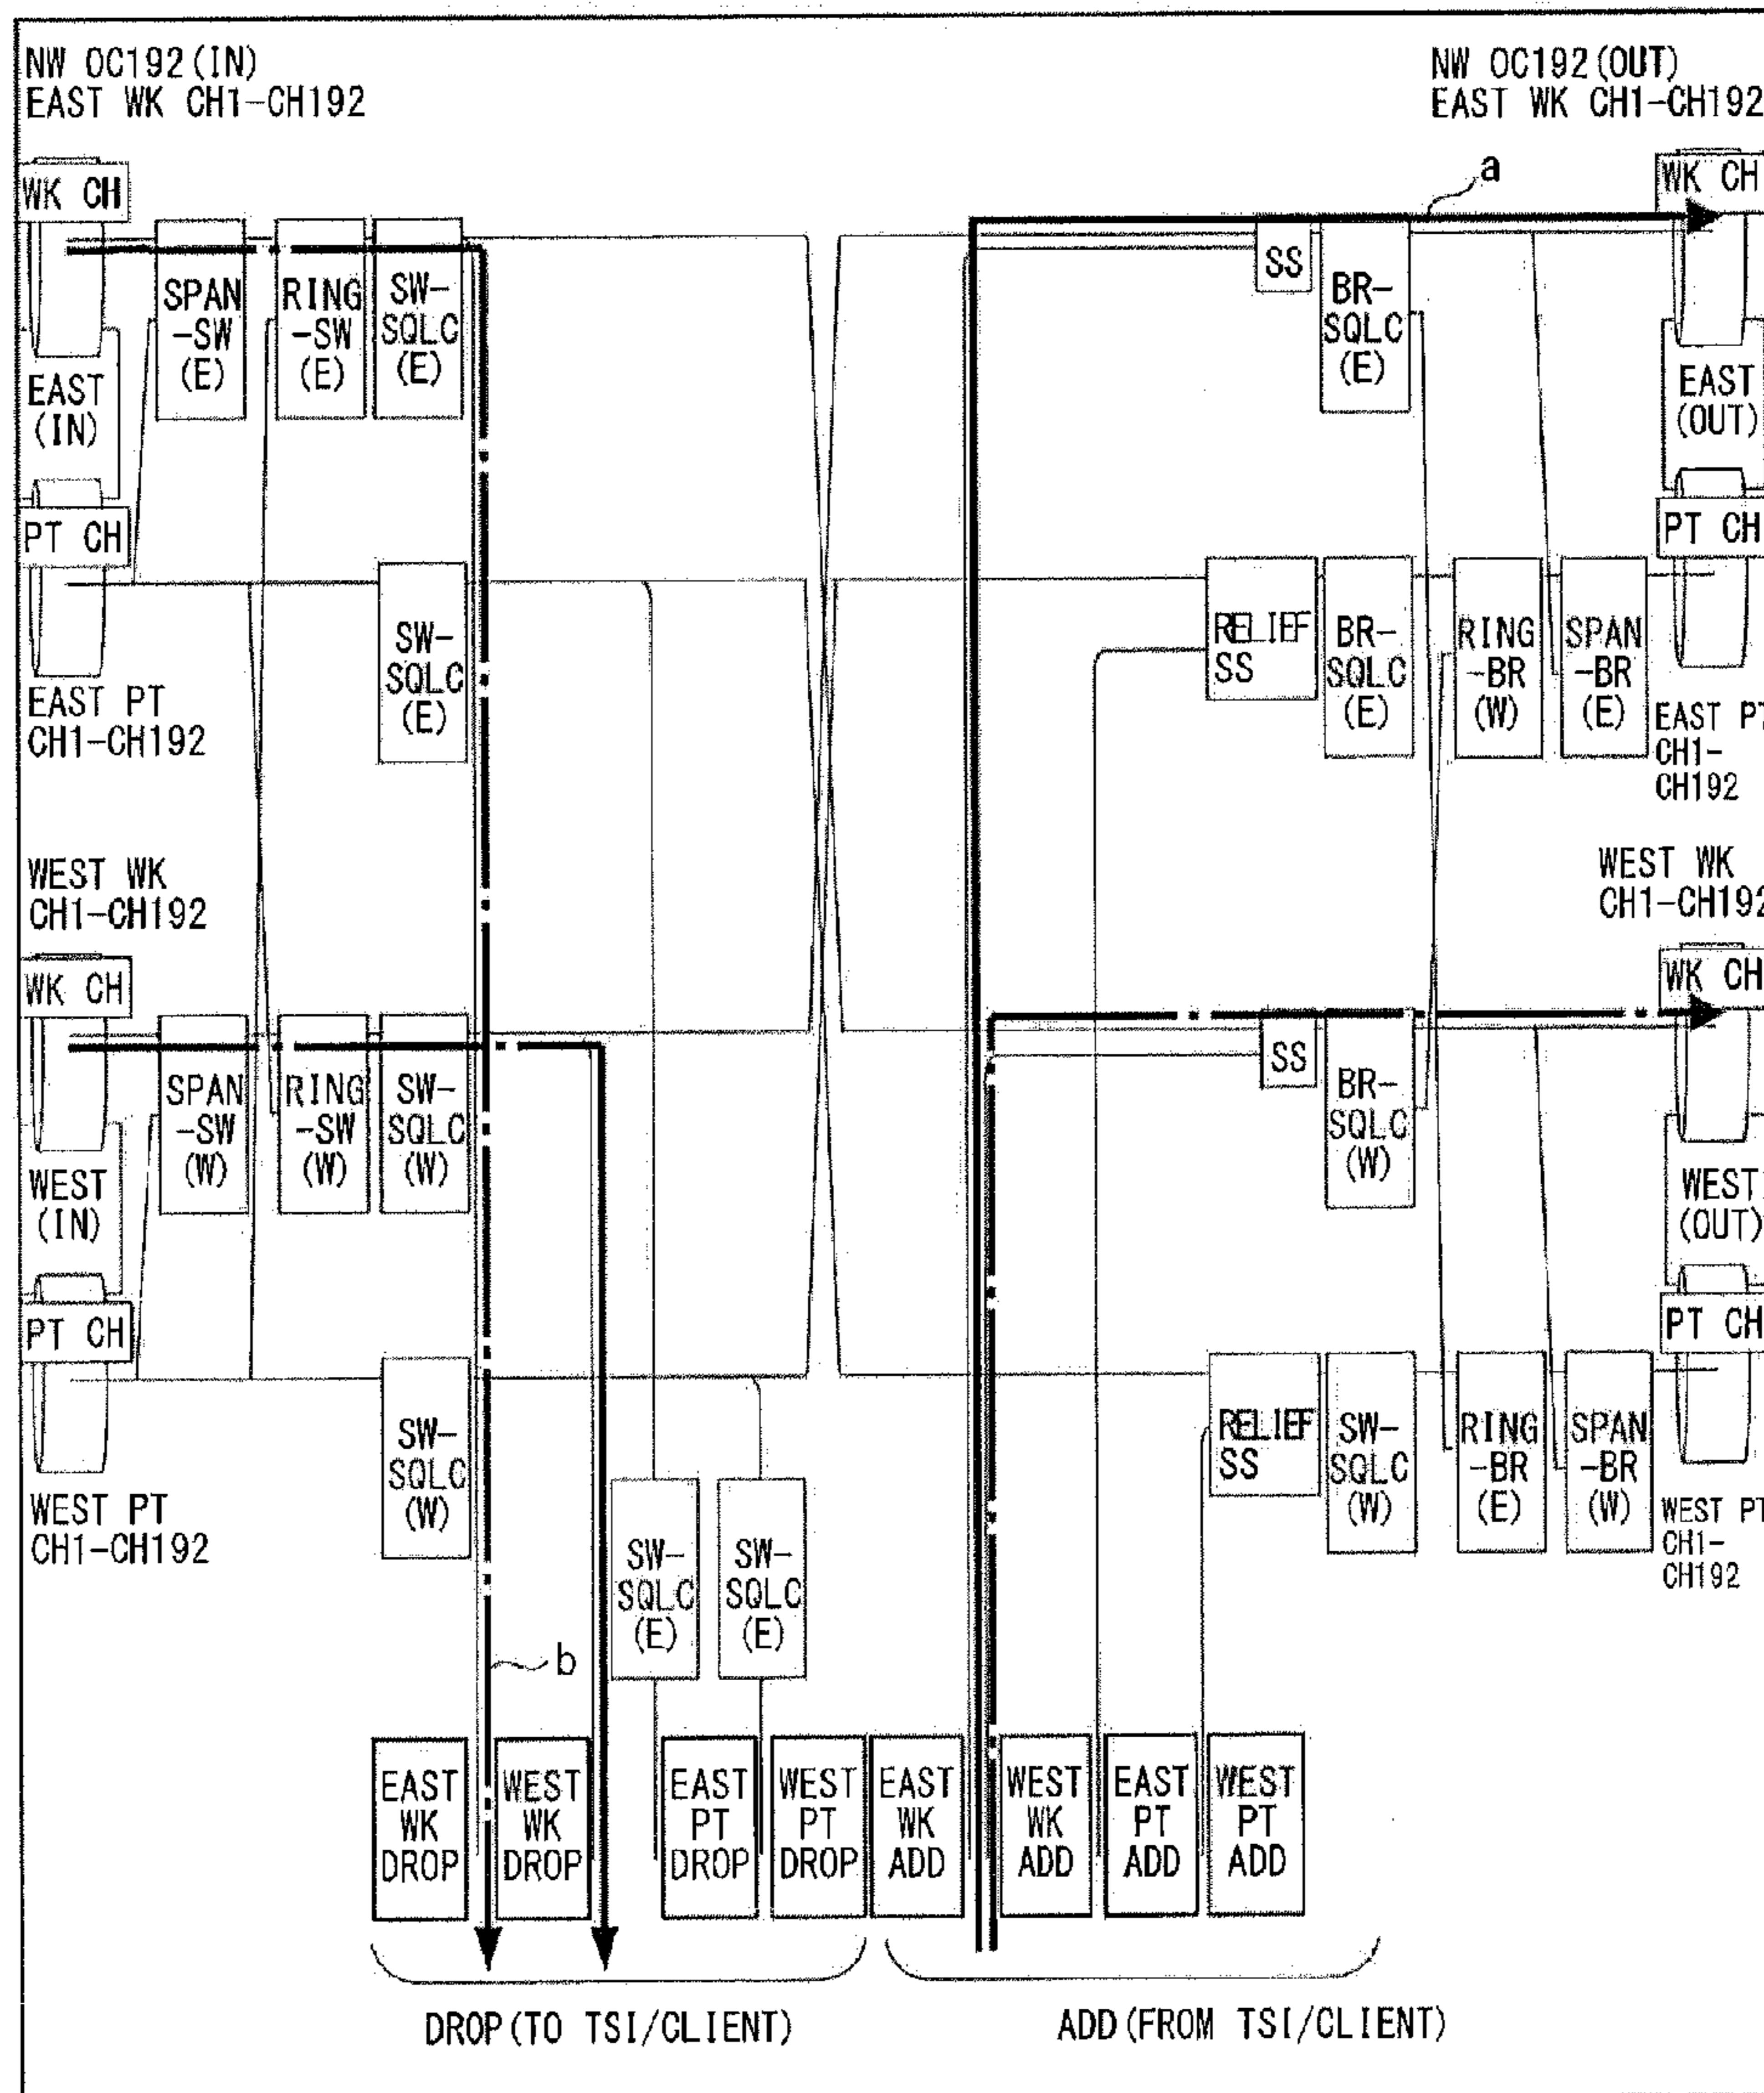 NW OC192(IN)
EAST WK CH1-CH192
NW OC192(OUT)
EAST WK CH1-CH192
a
WK CH
WK CH
SPAN
-SW
(E)
RING
-SW
(E)
SW-
SQLC
(E)
SS
BR-
SQLC
(E)
EAST
(IN)
EAST
(OUT)
PT CH
PT CH
SW-
SQLC
(E)
RELIEF
SS
BR-
SQLC
(E)
RING
-BR
(W)
SPAN
-BR
(E)
EAST PT
CH1-CH192
EAST PT
CH1-
CH192
WEST WK
CH1-CH192
WEST WK
CH1-CH192
WK CH
WK CH
SPAN
-SW
(W)
RING
-SW
(W)
SW-
SQLC
(W)
SS
BR-
SQLC
(W)
WEST
(IN)
WEST
(OUT)
PT CH
PT CH
SW-
SQLC
(W)
RELIEF
SS
SW-
SQLC
(W)
RING
-BR
(E)
SPAN
-BR
(W)
WEST PT
CH1-CH192
WEST PT
CH1-
CH192
SW-
SQLC
(E)
SW-
SQLC
(E)
b
EAST
WK
DROP
WEST
WK
DROP
EAST
PT
DROP
WEST
PT
DROP
EAST
WK
ADD
WEST
WK
ADD
EAST
PT
ADD
WEST
PT
ADD
DROP(TO TSI/CLIENT)
ADD(FROM TSI/CLIENT)